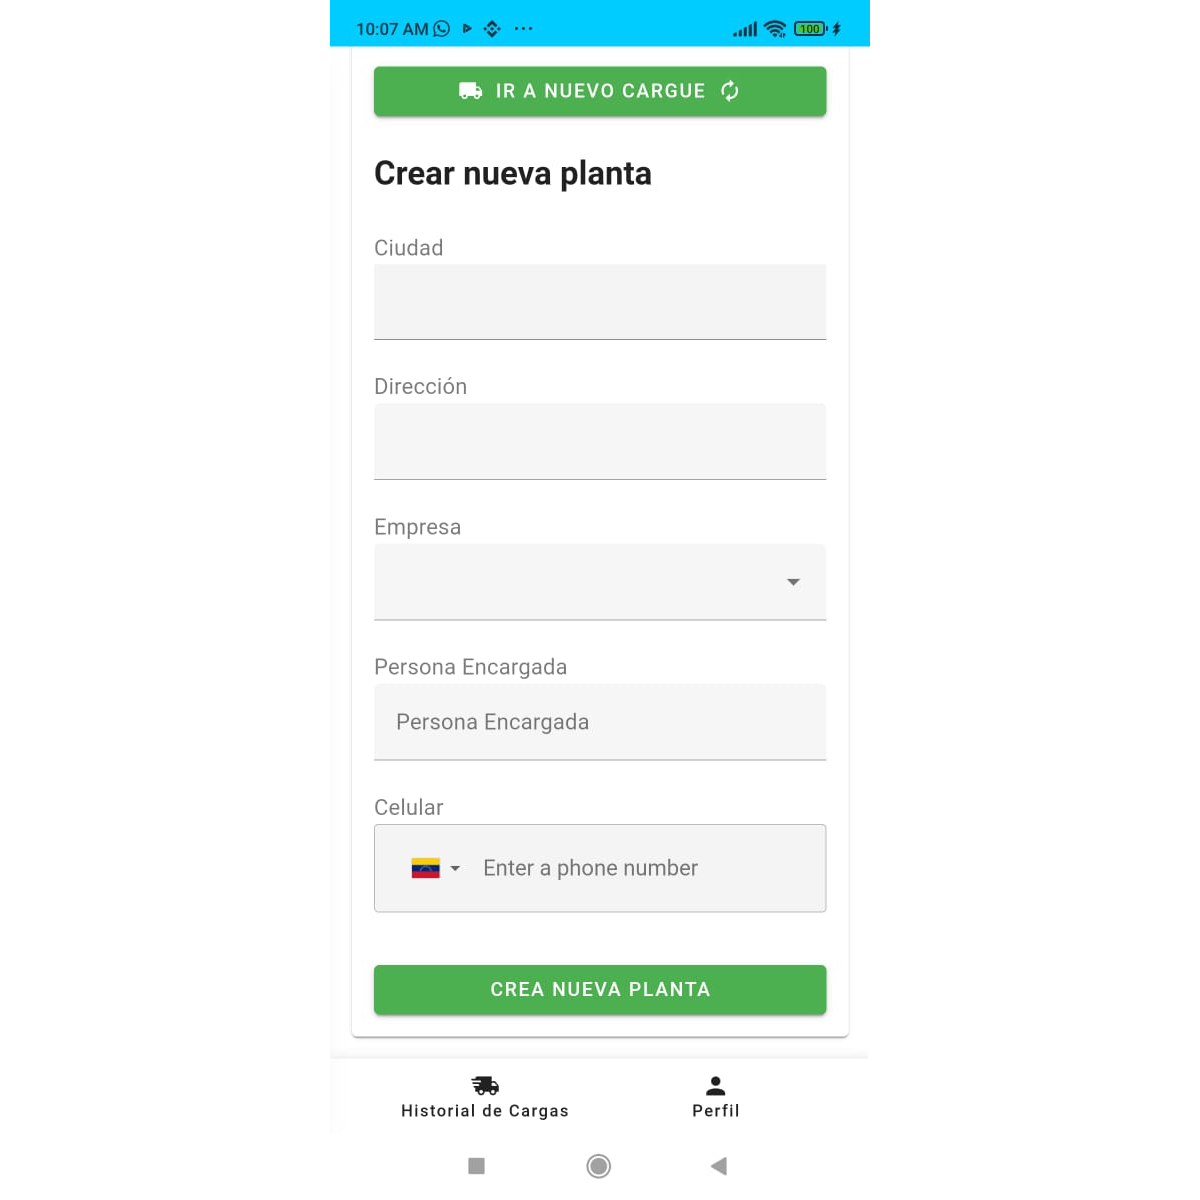 10:07 AM
100
IR A NUEVO CARGUE
Crear nueva planta
Ciudad
Dirección
Empresa
Persona Encargada
Persona Encargada
Celular
Enter a phone number
CREA NUEVA PLANTA
Historial de Cargas
Perfil